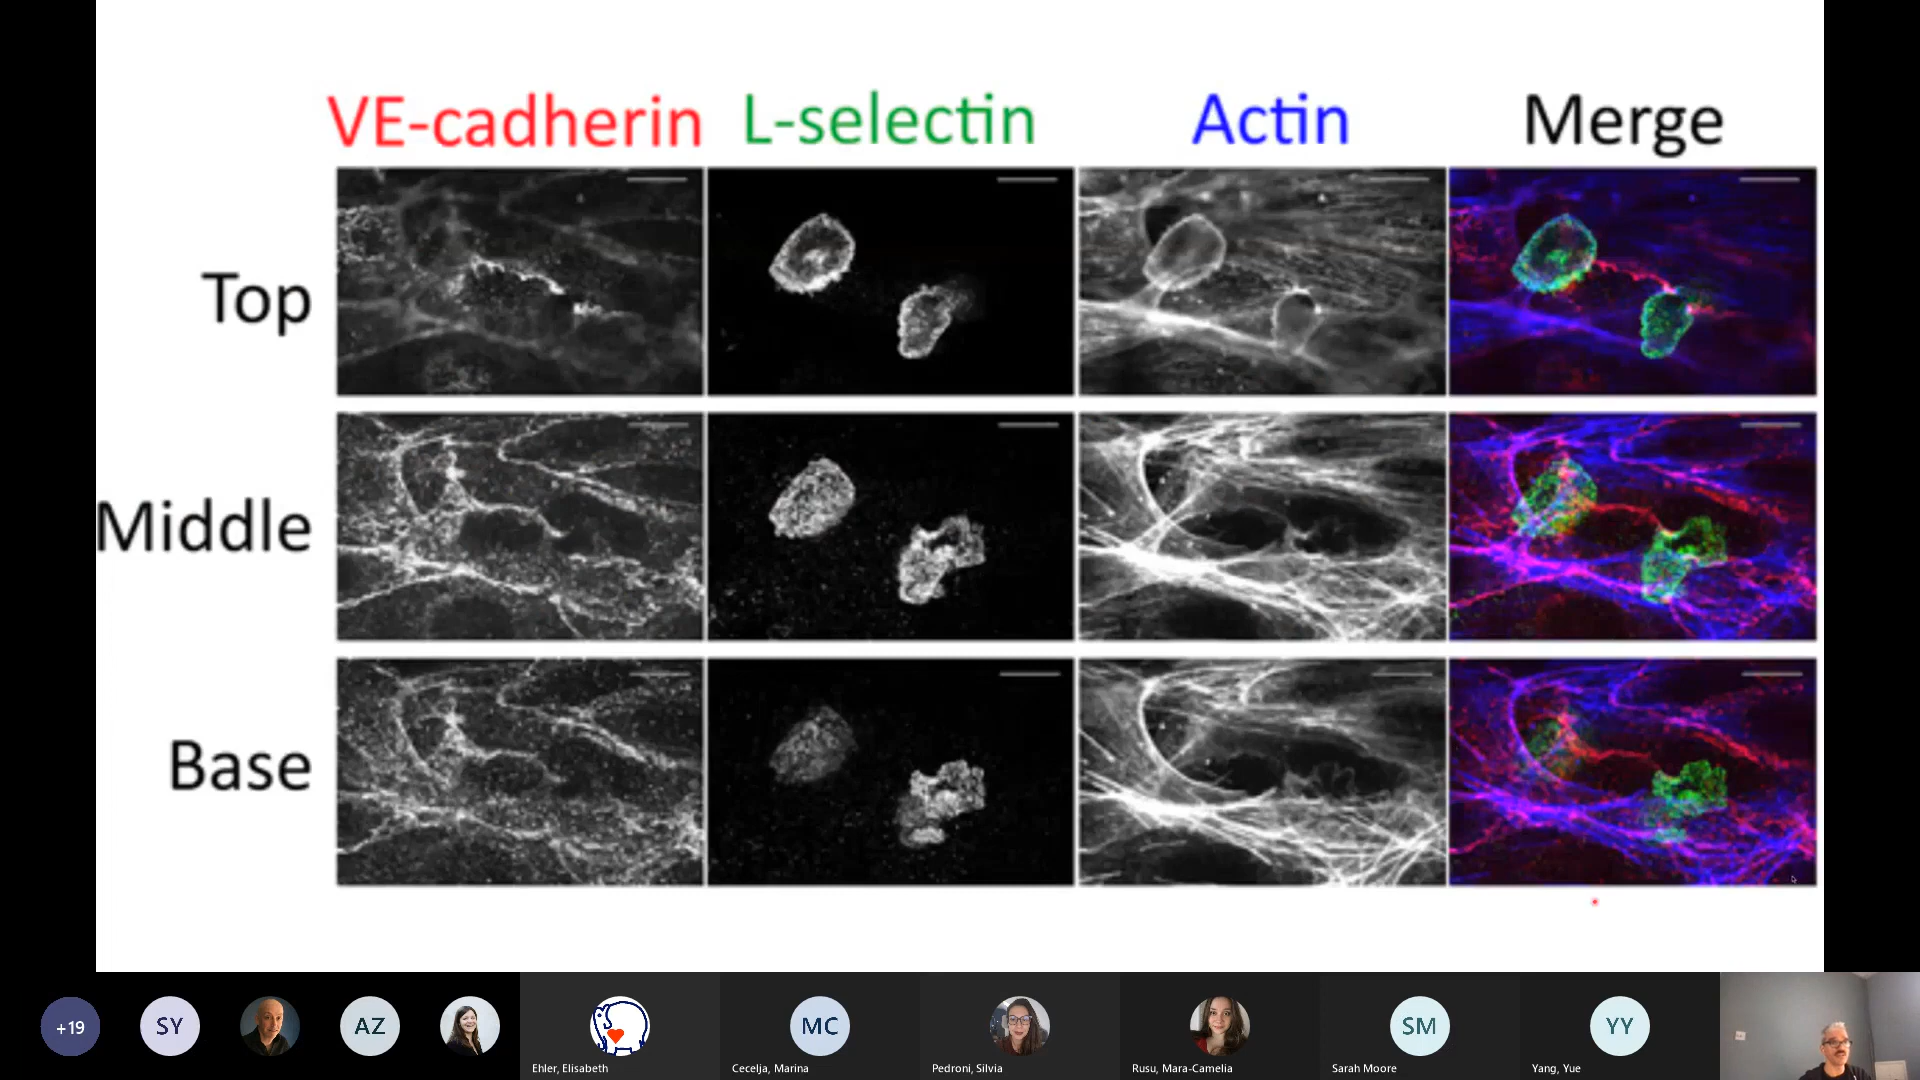 VE-cadherin L-selectin Actin Merge
Top
Middle
Base
+19 SY AZ MC SM YY
Ehler, Elisabeth Cecelja, Marina Pedroni, Silvia Rusu, Mara-Camelia Sarah Moore Yang, Yue